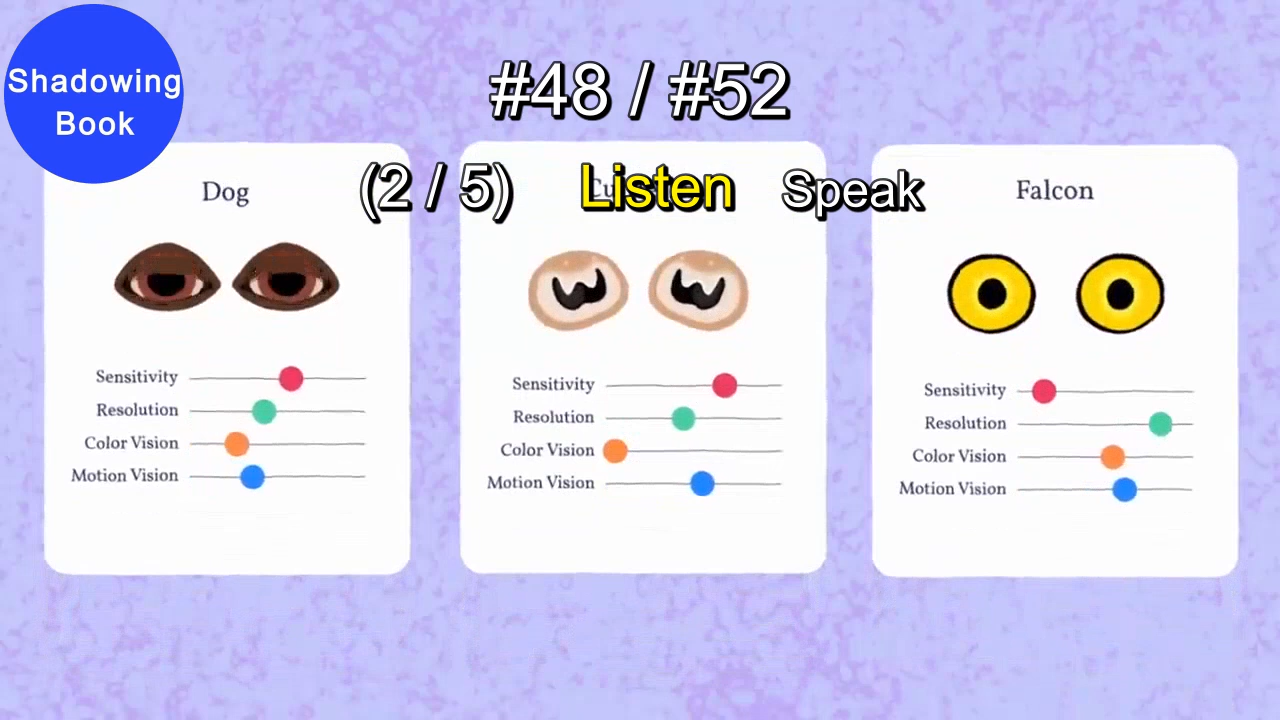 Shadowing
Book
#48 / #52
(2 / 5) Listen Speak
Dog
Falcon
Sensitivity
Resolution
Color Vision
Motion Vision
Sensitivity
Resolution
Color Vision
Motion Vision
Sensitivity
Resolution
Color Vision
Motion Vision